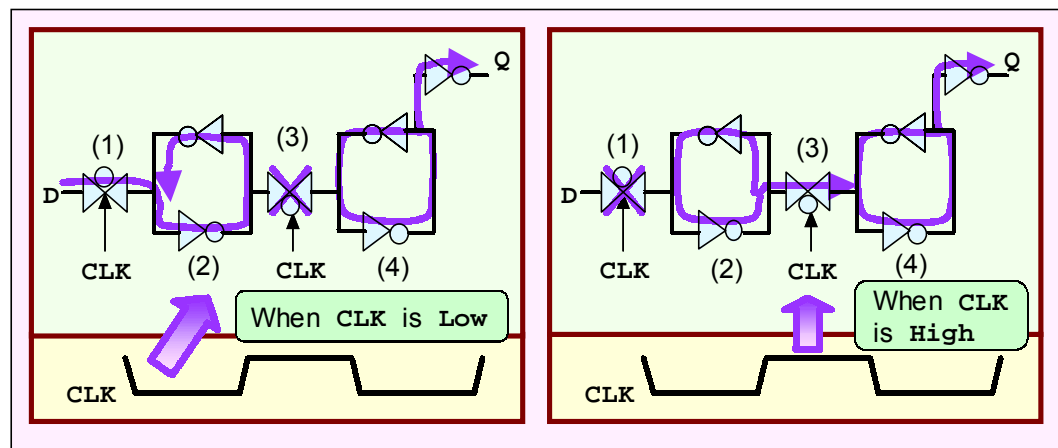 Q
(1)
(3)
D
CLK
(2)
CLK
(4)
When CLK is Low
CLK
Q
(1)
(3)
D
CLK
(2)
CLK
(4)
When CLK
is High
CLK